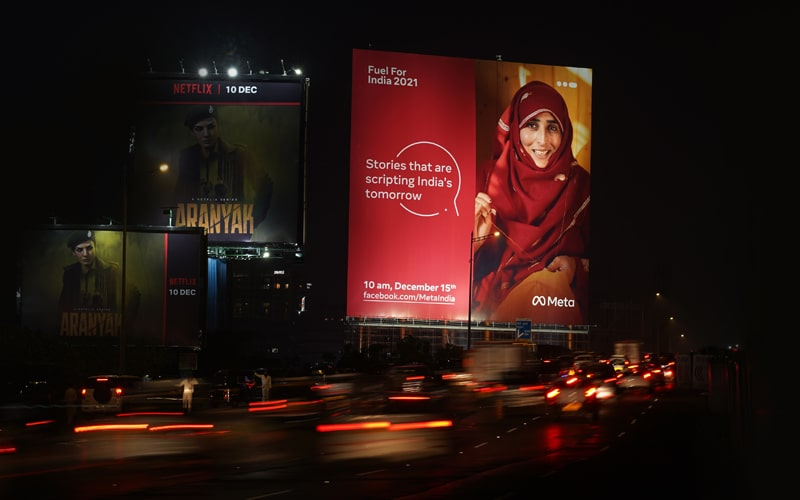 NETFLIX | 10 DEC
A NETFLIX SERIES
ARANYAK
NETFLIX
10 DEC
ARANYAK
Fuel For
India 2021
Stories that are
scripting India's
tomorrow
10 am, December 15th
facebook.com/MetaIndia
Meta